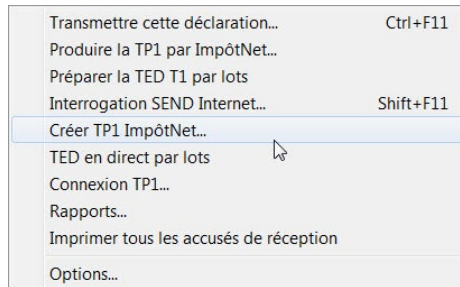 Transmettre cette déclaration... Ctrl+F11
Produire la TP1 par ImpôtNet...
Préparer la TED T1 par lots
Interrogation SEND Internet... Shift+F11
Créer TP1 ImpôtNet...
TED en direct par lots
Connexion TP1...
Rapports...
Imprimer tous les accusés de réception
Options...